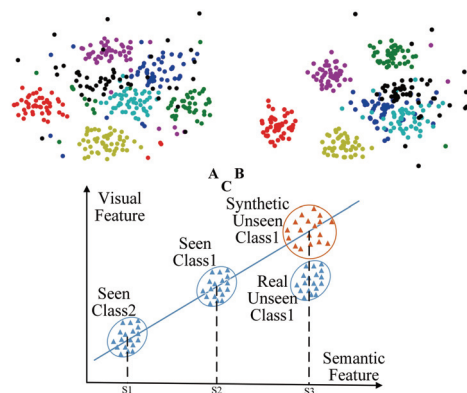 A B
C
Visual
Feature
Synthetic
Unseen
Class1
Seen
Class1
Real
Unseen
Class1
Seen
Class2
Semantic
Feature
S1 S2 S3